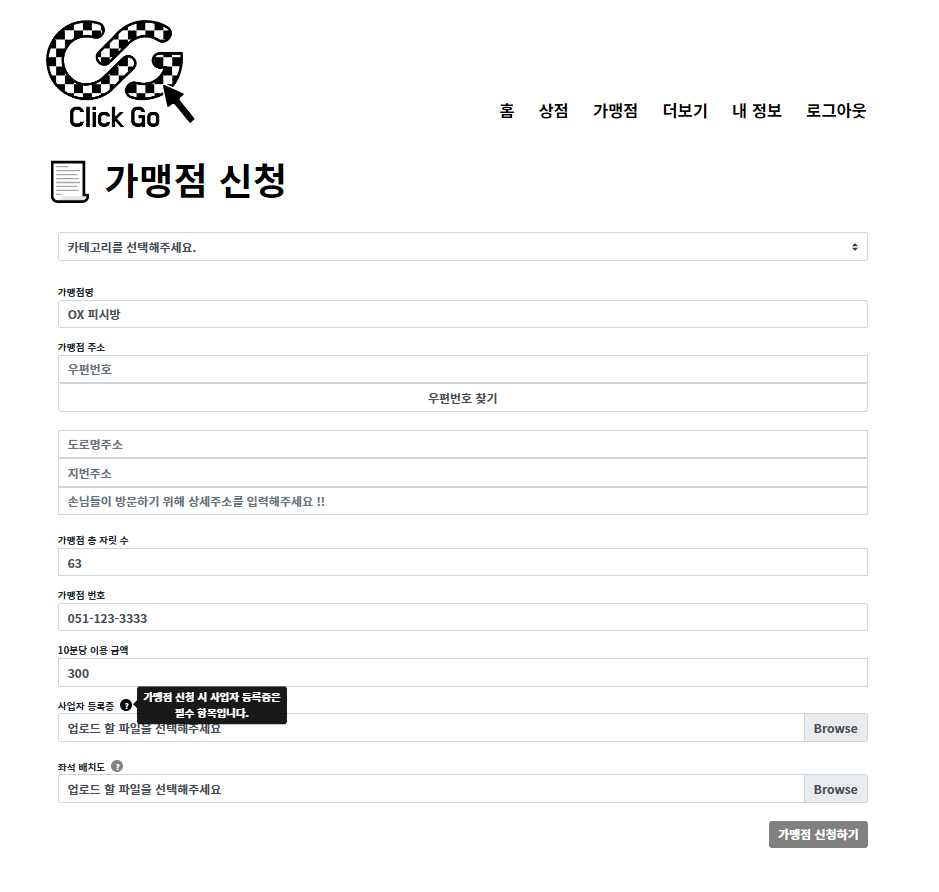 Click Go
홈 상점 가맹점 더보기 내 정보 로그아웃
가맹점 신청
카테고리를 선택해주세요.
가맹점명
OX 피시방
가맹점 주소
우편번호
우편번호 찾기
도로명주소
지번주소
손님들이 방문하기 위해 상세주소를 입력해주세요 !!
가맹점 총 자릿 수
63
가맹점 번호
051-123-3333
10분당 이용 금액
300
사업자 등록증 ?
가맹점 신청 시 사업자 등록증은
필수 항목입니다.
업로드 할 파일을 선택해주세요 Browse
좌석 배치도 ?
업로드 할 파일을 선택해주세요 Browse
가맹점 신청하기